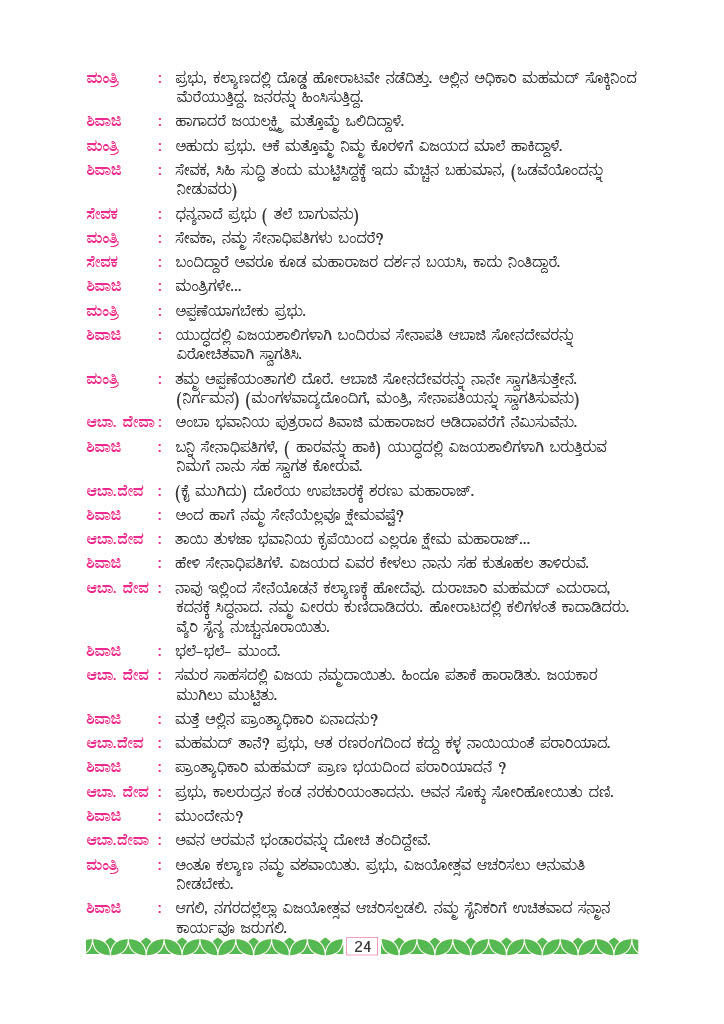 ಮಂತ್ರಿ : ಪ್ರಭು, ಕಲ್ಯಾಣದಲ್ಲಿ ದೊಡ್ಡ ಹೋರಾಟವೇ ನಡೆದಿತ್ತು. ಅಲ್ಲಿನ ಅಧಿಕಾರಿ ಮಹಮದ್ ಸೊಕ್ಕಿನಿಂದ
ಮೆರೆಯುತ್ತಿದ್ದ. ಜನರನ್ನು ಹಿಂಸಿಸುತ್ತಿದ್ದ.
ಶಿವಾಜಿ : ಹಾಗಾದರೆ ಜಯಲಕ್ಷ್ಮಿ ಮತ್ತೊಮ್ಮೆ ಒಲಿದಿದ್ದಾಳೆ.
ಮಂತ್ರಿ : ಅಹುದು ಪ್ರಭು. ಆಕೆ ಮತ್ತೊಮ್ಮೆ ನಿಮ್ಮ ಕೊರಳಿಗೆ ವಿಜಯದ ಮಾಲೆ ಹಾಕಿದ್ದಾಳೆ.
ಶಿವಾಜಿ : ಸೇವಕ, ಸಿಹಿ ಸುದ್ಧಿ ತಂದು ಮುಟ್ಟಿಸಿದ್ದಕ್ಕೆ ಇದು ಮೆಚ್ಚಿನ ಬಹುಮಾನ, (ಒಡವೆಯೊಂದನ್ನು
ನೀಡುವರು)
ಸೇವಕ : ಧನ್ಯನಾದೆ ಪ್ರಭು ( ತಲೆ ಬಾಗುವನು)
ಮಂತ್ರಿ : ಸೇವಕಾ, ನಮ್ಮ ಸೇನಾಧಿಪತಿಗಳು ಬಂದರೆ?
ಸೇವಕ : ಬಂದಿದ್ದಾರೆ ಅವರೂ ಕೂಡ ಮಹಾರಾಜರ ದರ್ಶನ ಬಯಸಿ, ಕಾದು ನಿಂತಿದ್ದಾರೆ.
ಶಿವಾಜಿ : ಮಂತ್ರಿಗಳೇ...
ಮಂತ್ರಿ : ಅಪ್ಪಣೆಯಾಗಬೇಕು ಪ್ರಭು.
ಶಿವಾಜಿ : ಯುದ್ಧದಲ್ಲಿ ವಿಜಯಶಾಲಿಗಳಾಗಿ ಬಂದಿರುವ ಸೇನಾಪತಿ ಆಬಾಜಿ ಸೋನದೇವರನ್ನು
ವಿರೋಚಿತವಾಗಿ ಸ್ವಾಗತಿಸಿ.
ಮಂತ್ರಿ : ತಮ್ಮ ಅಪ್ಪಣೆಯಂತಾಗಲಿ ದೊರೆ. ಆಬಾಜಿ ಸೋನದೇವರನ್ನು ನಾನೇ ಸ್ವಾಗತಿಸುತ್ತೇನೆ.
(ನಿರ್ಗಮನ) (ಮಂಗಳವಾದ್ಯದೊಂದಿಗೆ, ಮಂತ್ರಿ, ಸೇನಾಪತಿಯನ್ನು ಸ್ವಾಗತಿಸುವನು)
ಆಬಾ. ದೇವಾ : ಅಂಬಾ ಭವಾನಿಯ ಪುತ್ರರಾದ ಶಿವಾಜಿ ಮಹಾರಾಜರ ಅಡಿದಾವರೆಗೆ ನೆಮಿಸುವೆನು.
ಶಿವಾಜಿ : ಬನ್ನಿ ಸೇನಾಧಿಪತಿಗಳೆ, ( ಹಾರವನ್ನು ಹಾಕಿ) ಯುದ್ಧದಲ್ಲಿ ವಿಜಯಶಾಲಿಗಳಾಗಿ ಬರುತ್ತಿರುವ
ನಿಮಗೆ ನಾನು ಸಹ ಸ್ವಾಗತ ಕೋರುವೆ.
ಆಬಾ.ದೇವ : (ಕೈ ಮುಗಿದು) ದೊರೆಯ ಉಪಚಾರಕ್ಕೆ ಶರಣು ಮಹಾರಾಜ್.
ಶಿವಾಜಿ : ಅಂದ ಹಾಗೆ ನಮ್ಮ ಸೇನೆಯೆಲ್ಲವೂ ಕ್ಷೇಮವಷ್ಟೆ?
ಆಬಾ.ದೇವ : ತಾಯಿ ತುಳಜಾ ಭವಾನಿಯ ಕೃಪೆಯಿಂದ ಎಲ್ಲರೂ ಕ್ಷೇಮ ಮಹಾರಾಜ್...
ಶಿವಾಜಿ : ಹೇಳಿ ಸೇನಾಧಿಪತಿಗಳೆ. ವಿಜಯದ ವಿವರ ಕೇಳಲು ನಾನು ಸಹ ಕುತೂಹಲ ತಾಳಿರುವೆ.
ಆಬಾ. ದೇವ : ನಾವು ಇಲ್ಲಿಂದ ಸೇನೆಯೊಡನೆ ಕಲ್ಯಾಣಕ್ಕೆ ಹೋದೆವು. ದುರಾಚಾರಿ ಮಹಮದ್ ಎದುರಾದ,
ಕದನಕ್ಕೆ ಸಿದ್ಧನಾದ. ನಮ್ಮ ವೀರರು ಕುಣಿದಾಡಿದರು. ಹೋರಾಟದಲ್ಲಿ ಕಲಿಗಳಂತೆ ಕಾದಾಡಿದರು.
ವೈರಿ ಸೈನ್ಯ ನುಚ್ಚುನೂರಾಯಿತು.
ಶಿವಾಜಿ : ಭಲೆ-ಭಲೆ- ಮುಂದೆ.
ಆಬಾ. ದೇವ : ಸಮರ ಸಾಹಸದಲ್ಲಿ ವಿಜಯ ನಮ್ಮದಾಯಿತು. ಹಿಂದೂ ಪತಾಕೆ ಹಾರಾಡಿತು. ಜಯಕಾರ
ಮುಗಿಲು ಮುಟ್ಟಿತು.
ಶಿವಾಜಿ : ಮತ್ತೆ ಅಲ್ಲಿನ ಪ್ರಾಂತ್ಯಾಧಿಕಾರಿ ಏನಾದನು?
ಆಬಾ.ದೇವ : ಮಹಮದ್ ತಾನೆ? ಪ್ರಭು, ಆತ ರಣರಂಗದಿಂದ ಕದ್ದು ಕಳ್ಳ ನಾಯಿಯಂತೆ ಪರಾರಿಯಾದ.
ಶಿವಾಜಿ : ಪ್ರಾಂತ್ಯಾಧಿಕಾರಿ ಮಹಮದ್ ಪ್ರಾಣ ಭಯದಿಂದ ಪರಾರಿಯಾದನೆ ?
ಆಬಾ. ದೇವ : ಪ್ರಭು, ಕಾಲರುದ್ರನ ಕಂಡ ನರಕುರಿಯಂತಾದನು. ಅವನ ಸೊಕ್ಕು ಸೋರಿಹೋಯಿತು ದಣಿ.
ಶಿವಾಜಿ : ಮುಂದೇನು?
ಆಬಾ.ದೇವಾ : ಅವನ ಅರಮನೆ ಭಂಡಾರವನ್ನು ದೋಚಿ ತಂದಿದ್ದೇವೆ.
ಮಂತ್ರಿ : ಅಂತೂ ಕಲ್ಯಾಣ ನಮ್ಮ ವಶವಾಯಿತು. ಪ್ರಭು, ವಿಜಯೋತ್ಸವ ಆಚರಿಸಲು ಅನುಮತಿ
ನೀಡಬೇಕು.
ಶಿವಾಜಿ : ಆಗಲಿ, ನಗರದಲ್ಲೆಲ್ಲಾ ವಿಜಯೋತ್ಸವ ಆಚರಿಸಲ್ಪಡಲಿ. ನಮ್ಮ ಸೈನಿಕರಿಗೆ ಉಚಿತವಾದ ಸನ್ಮಾನ
ಕಾರ್ಯವೂ ಜರುಗಲಿ.
24